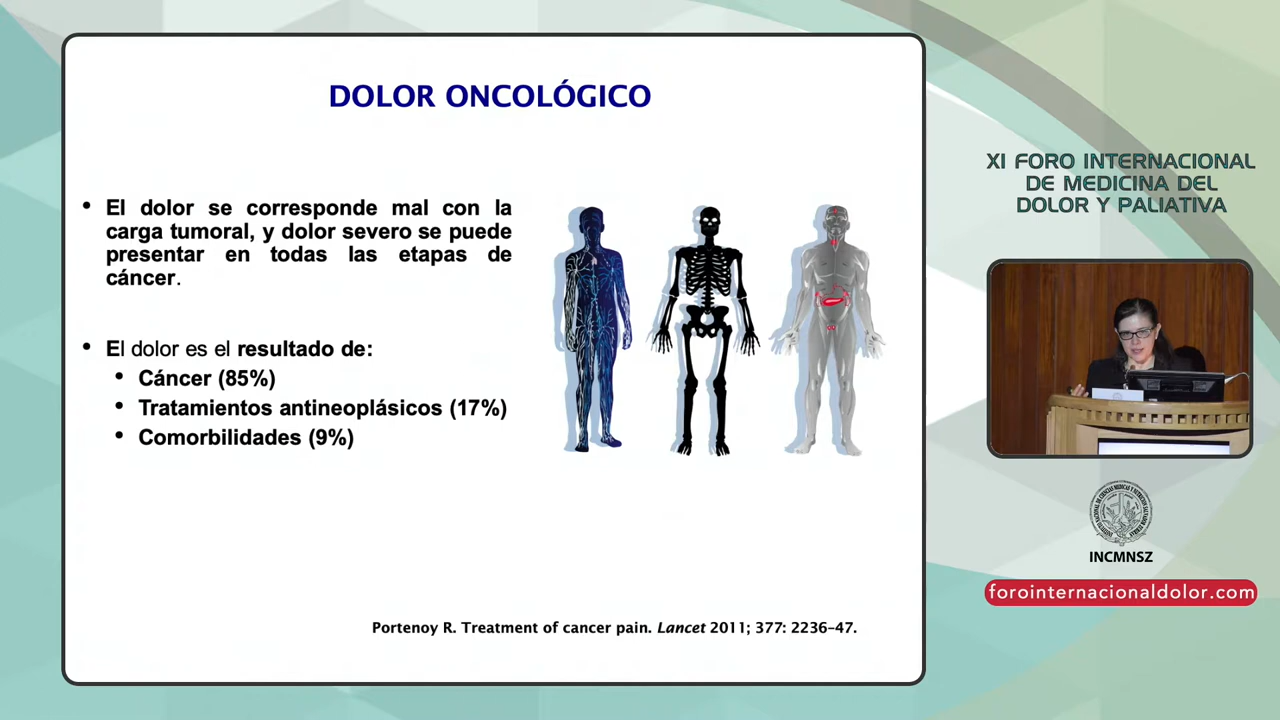 DOLOR ONCOLÓGICO
• El dolor se corresponde mal con la
carga tumoral, y dolor severo se puede
presentar en todas las etapas de
cáncer.
• El dolor es el resultado de:
• Cáncer (85%)
• Tratamientos antineoplásicos (17%)
• Comorbilidades (9%)
Portenoy R. Treatment of cancer pain. Lancet 2011; 377: 2236-47.
XI FORO INTERNACIONAL
DE MEDICINA DEL
DOLOR Y PALIATIVA
INCMNSZ
forointernacionaldolor.com